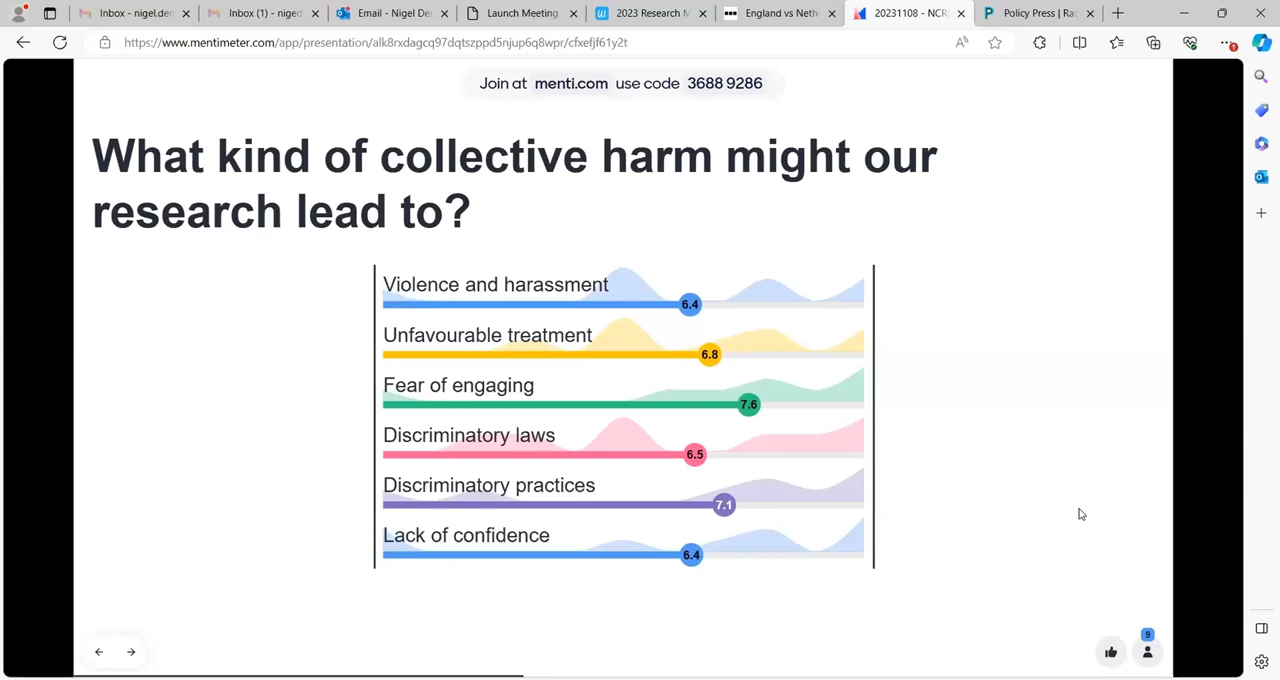 Inbox - nigel.den
Inbox (1) - niged
Email - Nigel De
Launch Meeting
2023 Research M
England vs Neth
20231108 - NCR
Policy Press | Ra
https://www.mentimeter.com/app/presentation/alk8rxdagcq97dqtszppd5njup6q8wpr/cfxefjf61y2t
Join at menti.com use code 3688 9286
What kind of collective harm might our
research lead to?
Violence and harassment
6.4
Unfavourable treatment
6.8
Fear of engaging
7.6
Discriminatory laws
6.5
Discriminatory practices
7.1
Lack of confidence
6.4
9